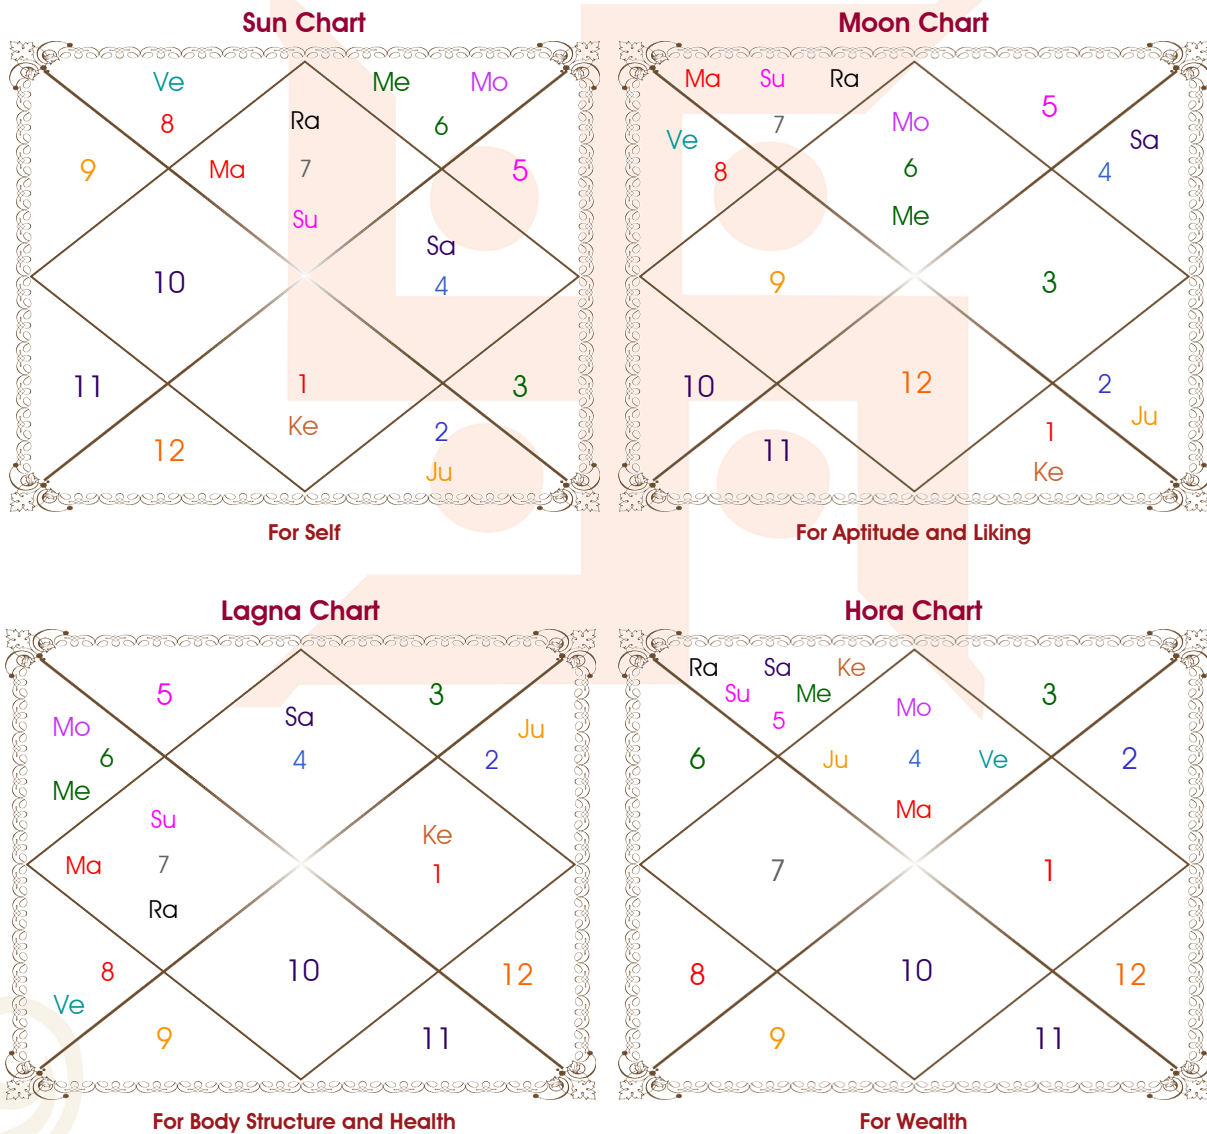 Sun Chart
Ve
Me
Mo
8
Ra
6
9
Ma
7
5
Su
Sa
10
4
11
1
3
Ke
2
12
Ju
For Self
Moon Chart
Ma Su Ra
5
7
Mo
Ve
Sa
8
6
4
Me
9
3
10
12
2
Ju
11
1
Ke
For Aptitude and Liking
Lagna Chart
5
3
Mo
Sa
Ju
6
4
2
Me
Su
Ke
Ma
7
1
Ra
8
10
12
Ve
9
11
For Body Structure and Health
Hora Chart
Ra Sa Ke
Su Me
3
5
Mo
6
Ju 4 Ve
2
Ma
7
1
8
10
12
9
11
For Wealth